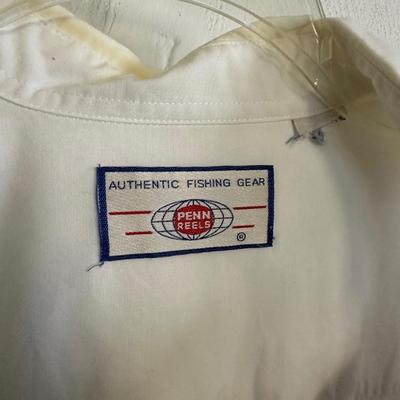 AUTHENTIC FISHING GEAR
PENN
REELS
®